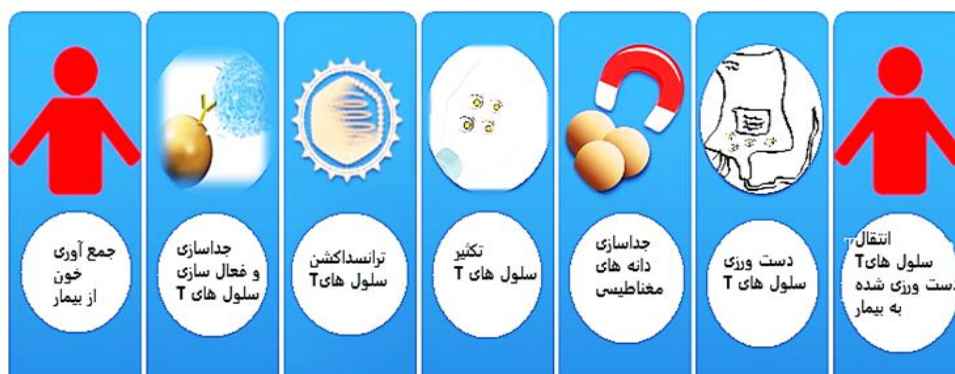 جمع آوری
خون
از بیمار
جداسازی
و فعال سازی
سلول های T
ترانسداکشن
سلول هایT
تکثیر
سلول های T
جداسازی
دانه های
مغناطیسی
دست ورزی
سلول های T
انتقال
سلول هایT
دست ورزی شده
به بیمار